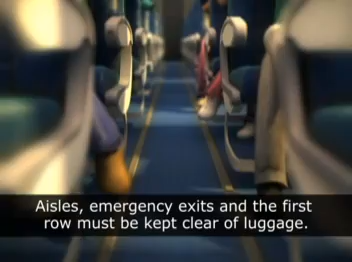 Aisles, emergency exits and the first
row must be kept clear of luggage.